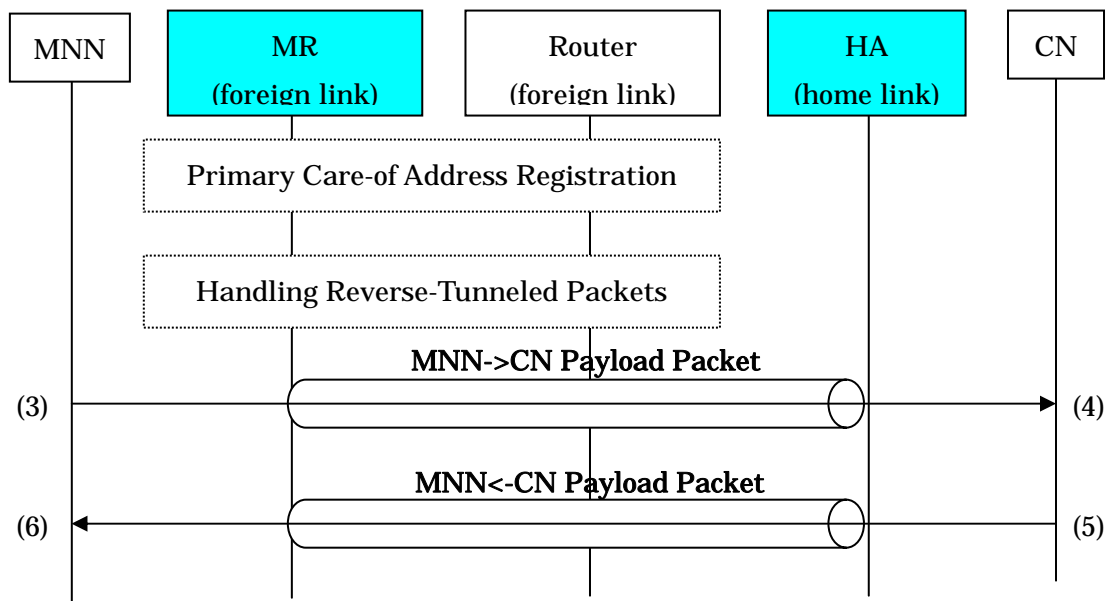 MNN
MR
(foreign link)
Router
(foreign link)
HA
(home link)
CN
Primary Care-of Address Registration
Handling Reverse-Tunneled Packets
MNN->CN Payload Packet
(3)
(4)
MNN<-CN Payload Packet
(6)
(5)